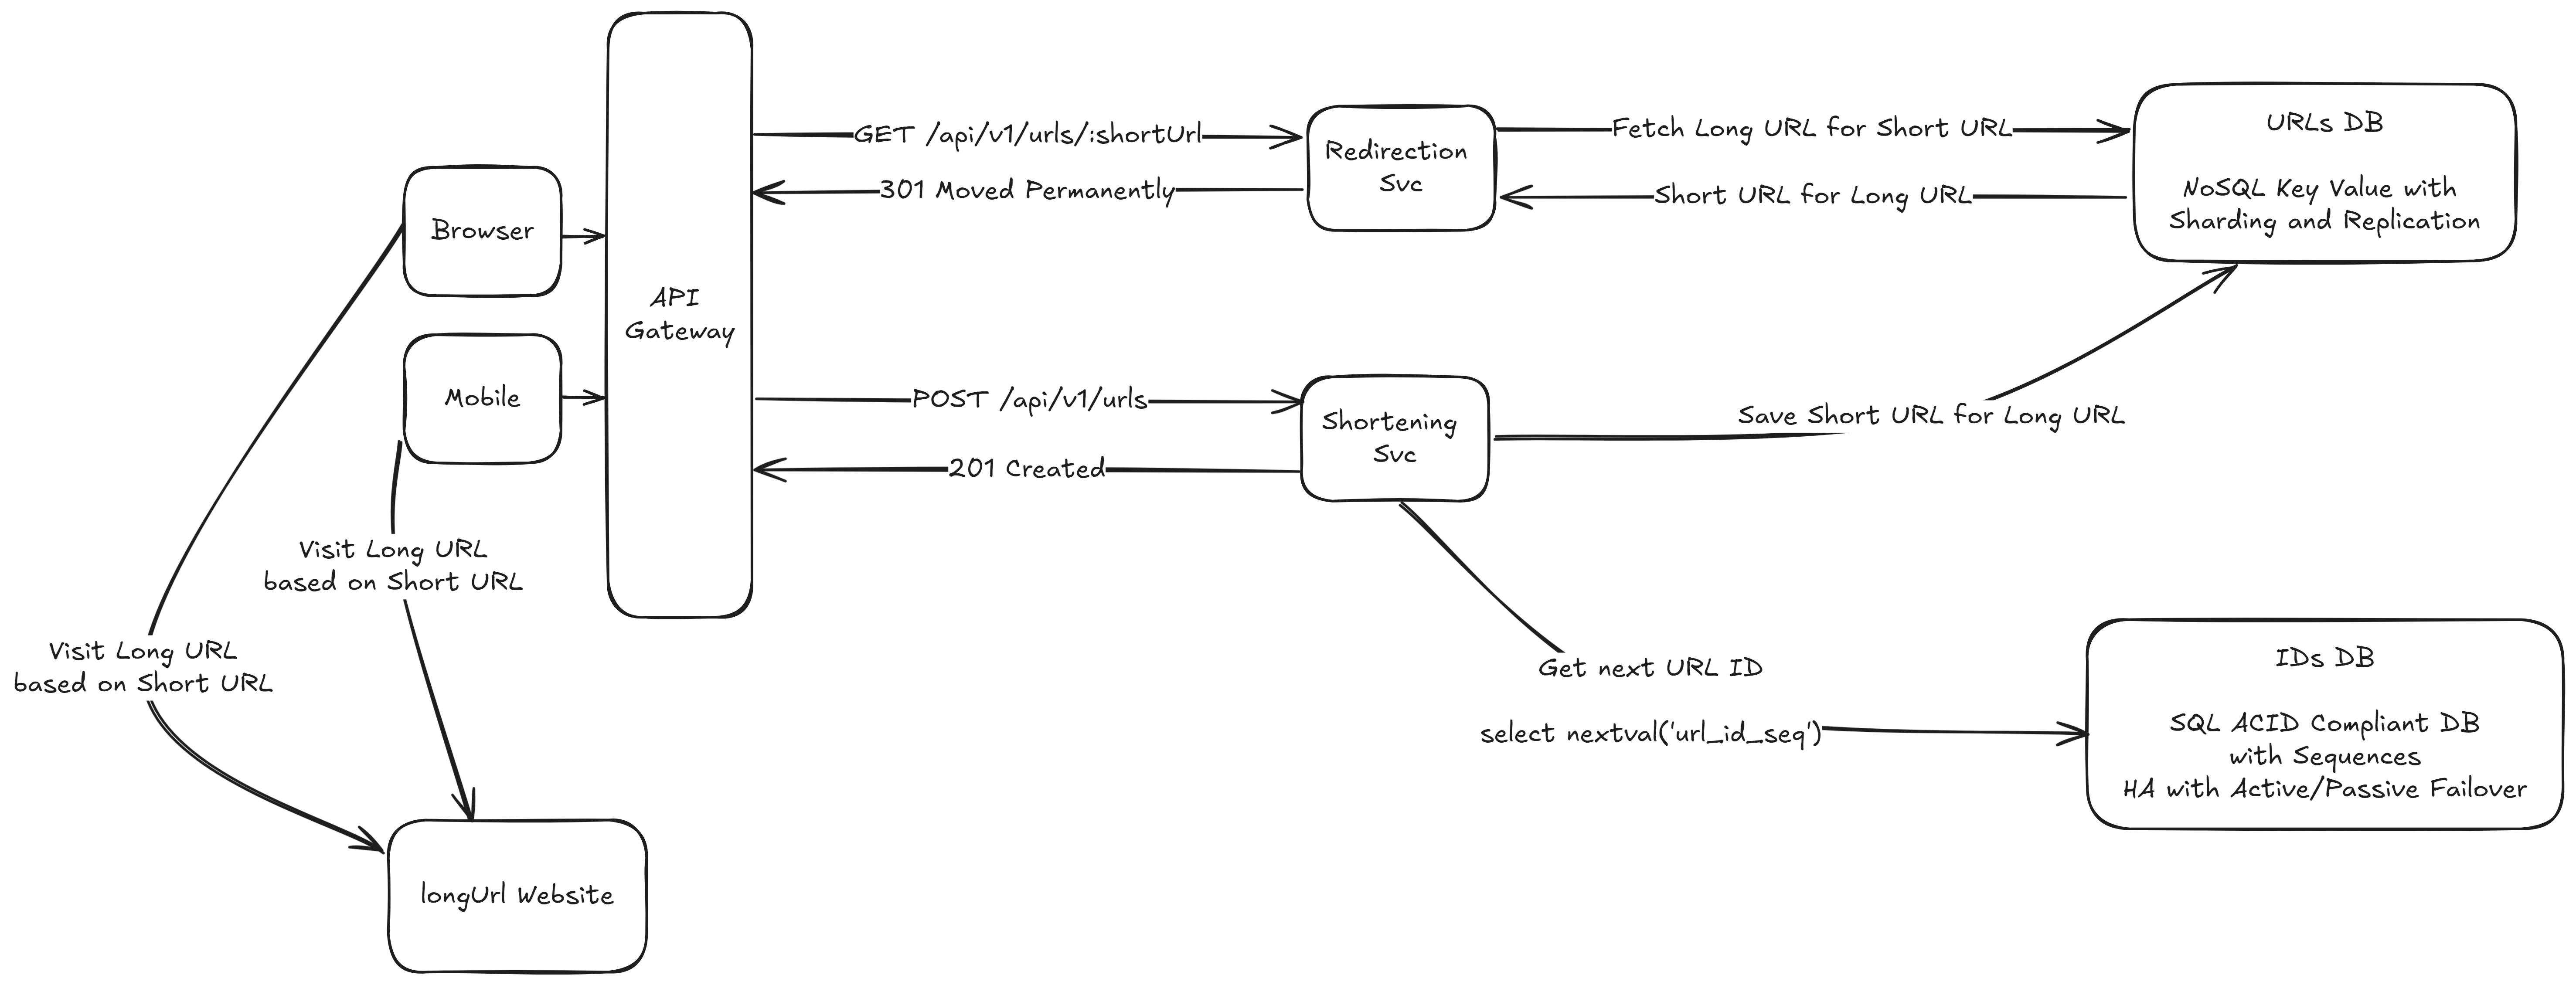 URLs DB
GET /api/v1/urls/:shortUrl
Fetch Long URL for Short URL
Redirection
Svc
301 Moved Permanently
Short URL for Long URL
NoSQL Key Value with
Sharding and Replication
Browser
API
Gateway
Mobile
POST /api/v1/urls
Shortening
Svc
Save Short URL for Long URL
201 Created
Visit Long URL
based on Short URL
Visit Long URL
based on Short URL
Get next URL ID
select nextval('url_id_seq')
IDs DB
SQL ACID Compliant DB
with Sequences
HA with Active/Passive Failover
longUrl Website